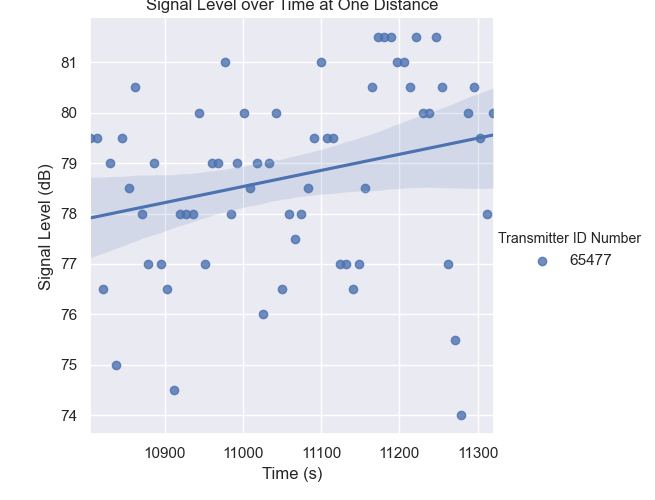 Signal Level over Time at One Distance
81
80
79
78
77
76
75
74
Signal Level (dB)
10900 11000 11100 11200 11300
Time (s)
Transmitter ID Number
65477